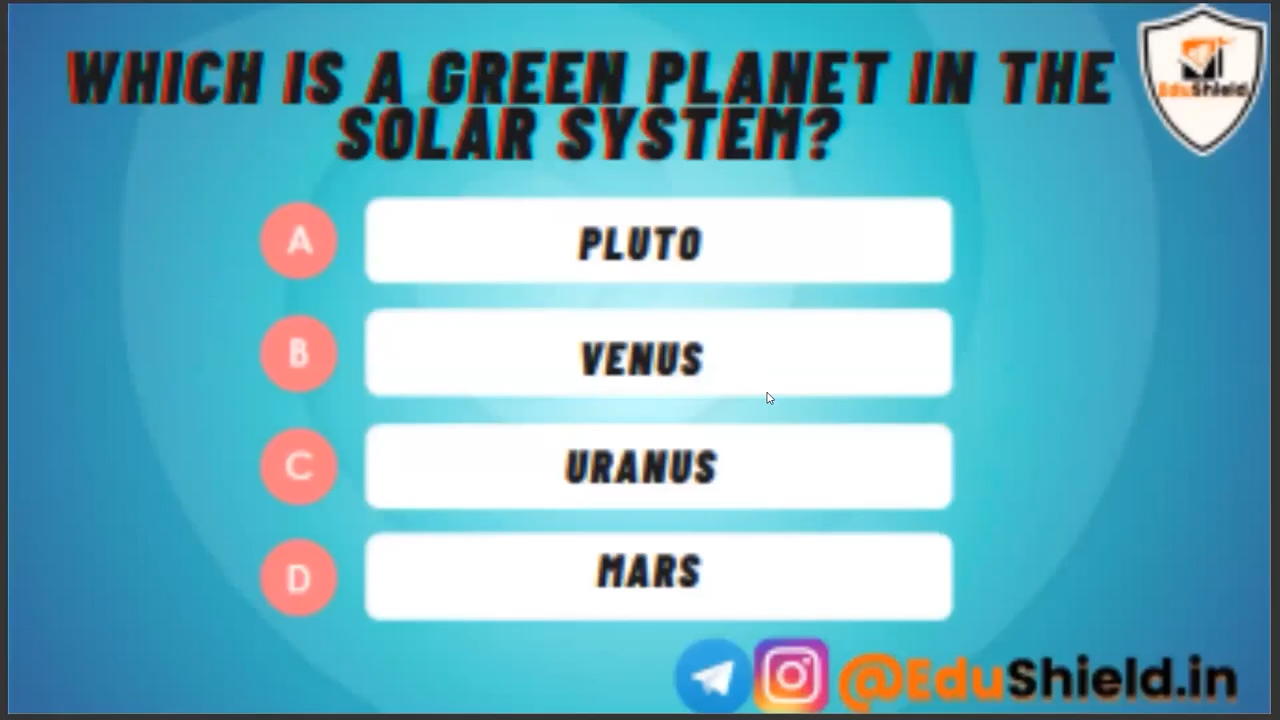 WHICH IS A GREEN PLANET IN THE
SOLAR SYSTEM?
EduShield
A PLUTO
B VENUS
C URANUS
D MARS
@EduShield.in